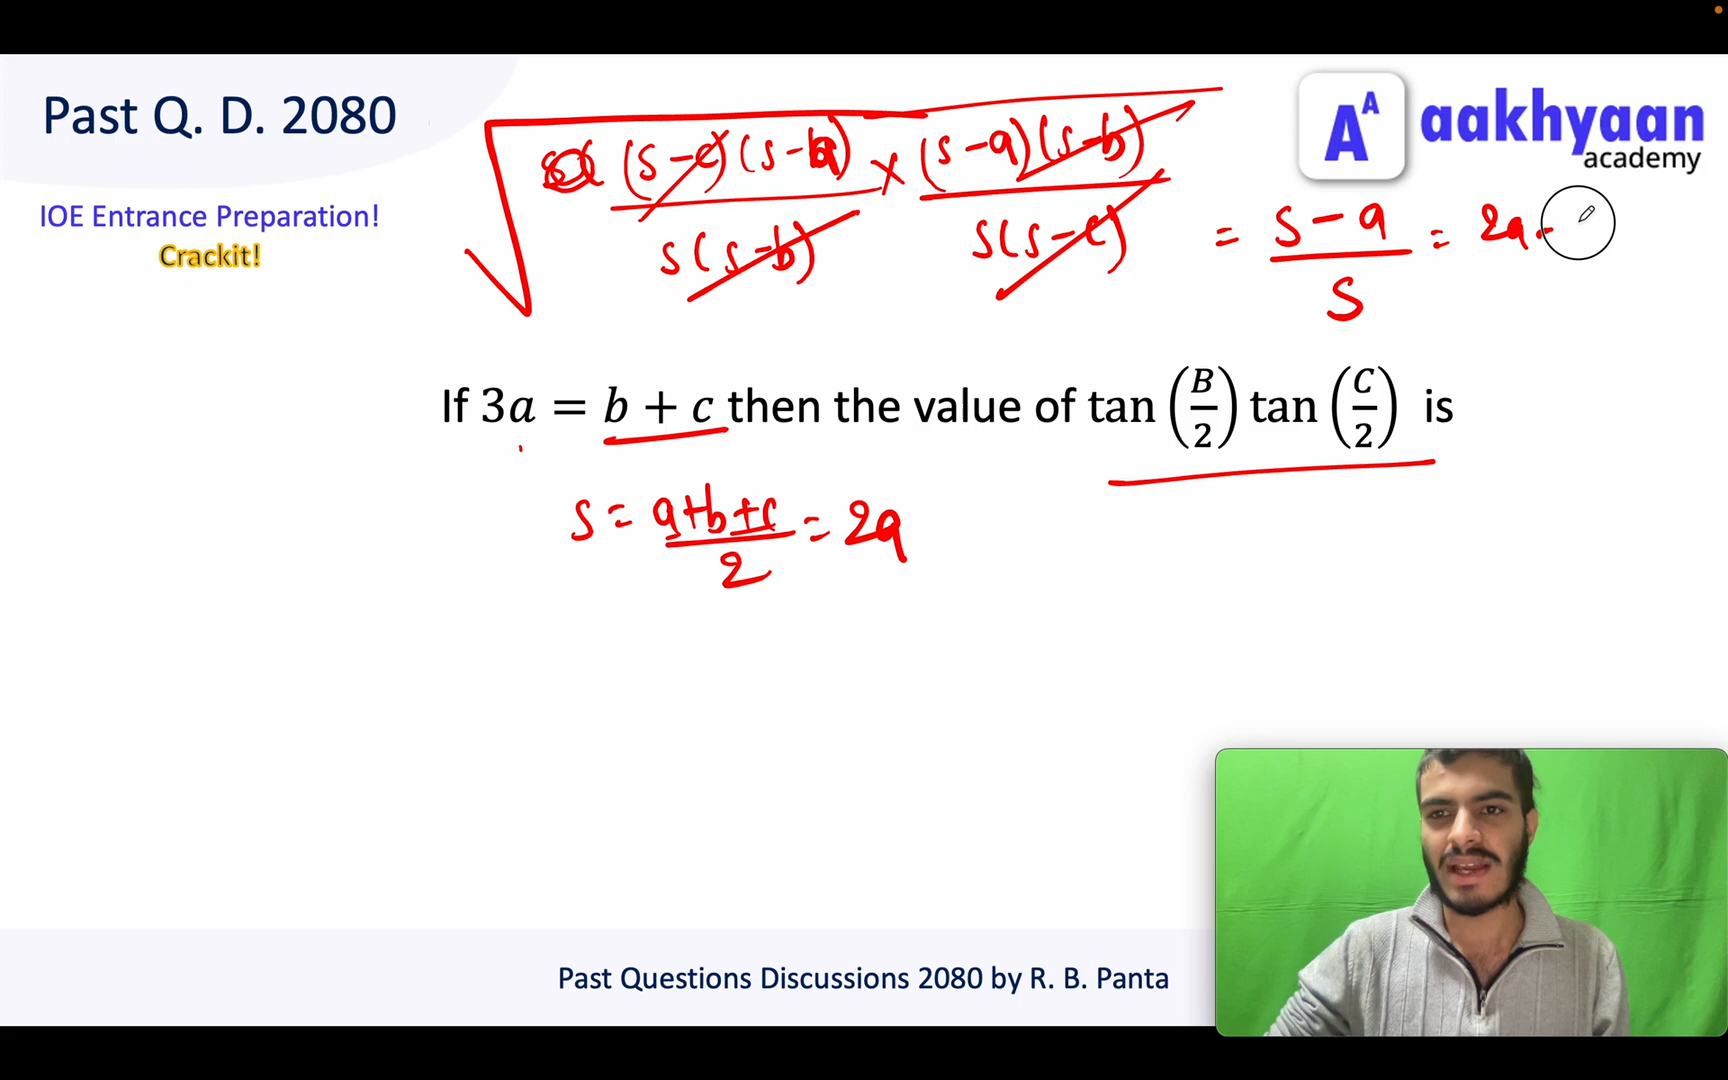 Past Q. D. 2080
IOE Entrance Preparation!
Crackit!
√( (s-c)(s-a) / s(s-b) × (s-a)(s-b) / s(s-c) ) = (s-a) / s = 2a-
A^A aakhyaan
academy
If 3a = b + c then the value of tan (B/2) tan (C/2) is
s = (a+b+c) / 2 = 2a
Past Questions Discussions 2080 by R. B. Panta